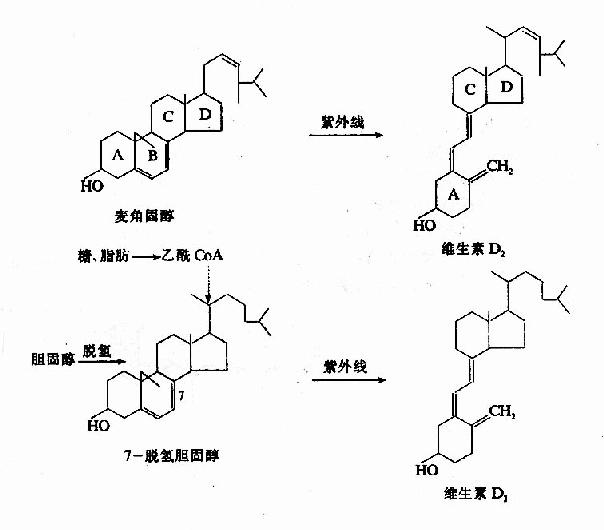 C
D
A
B
HO
麦角固醇
紫外线
C
D
CH₂
A
HO
维生素 D₂
糖、脂肪
乙酰 CoA
胆固醇
脱氢
7
HO
7-脱氢胆固醇
紫外线
CH₂
HO
维生素 D₃